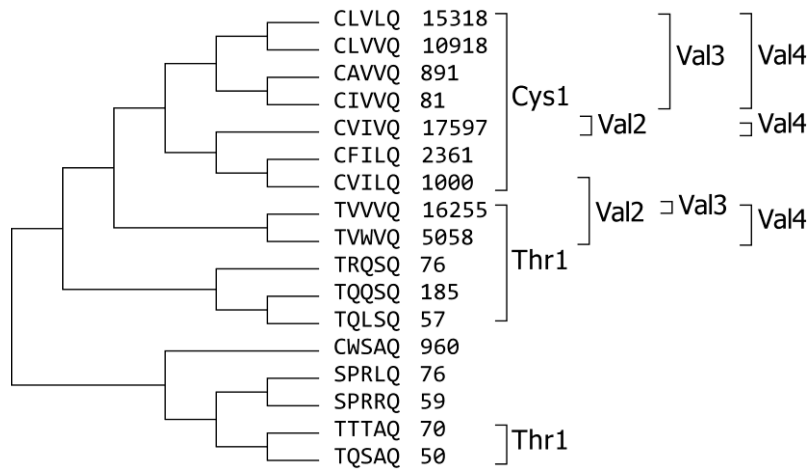 CLVLQ 15318
CLVVQ 10918
CAVVQ 891
CIVVQ 81
CVIVQ 17597
CFILQ 2361
CVILQ 1000
TVVVQ 16255
TVWVQ 5058
TRQSQ 76
TQQSQ 185
TQLSQ 57
CWSAQ 960
SPRLQ 76
SPRRQ 59
TTTAQ 70
TQSAQ 50
Cys1
Thr1
Thr1
Val2
Val2
Val3
Val3
Val4
Val4
Val4